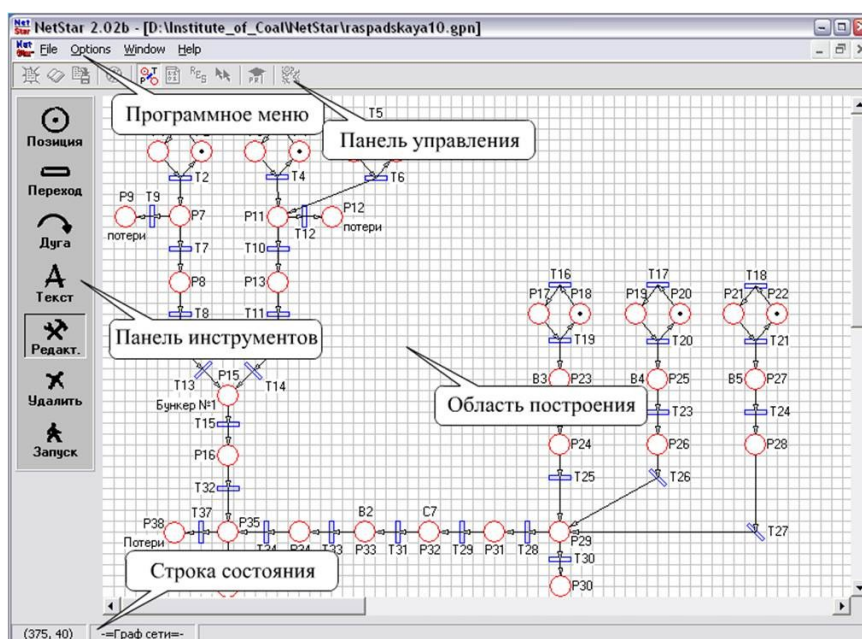 NetStar 2.02b - [D:\Institute_of_Coal\NetStar\raspadskaya10.gpn]
File Options Window Help
Программное меню
Панель управления
T5
T2
T4
T6
Позиция
Переход
Дуга
Текст
Редакт.
Удалить
Запуск
P9 T9
P7
потери
P11
T12
P12
потери
T7
T10
P8
P13
T8
T11
Панель инструментов
T16 T17 T18
P17 P18 P19 P20 P21 P22
T19 T20 T21
T13 P15 T14
Бункер №1
B3 P23 B4 P25 B5 P27
Область построения
T23 T24
T15
P16
P24 P26 P28
T25 T26
T32
P38 T37 P35 B2 C7
T27
Потери
T34 P34 T33 P33 T31 P32 T29 P31 T28 P29
T30
P30
Строка состояния
(375, 40) -=Граф сети=-